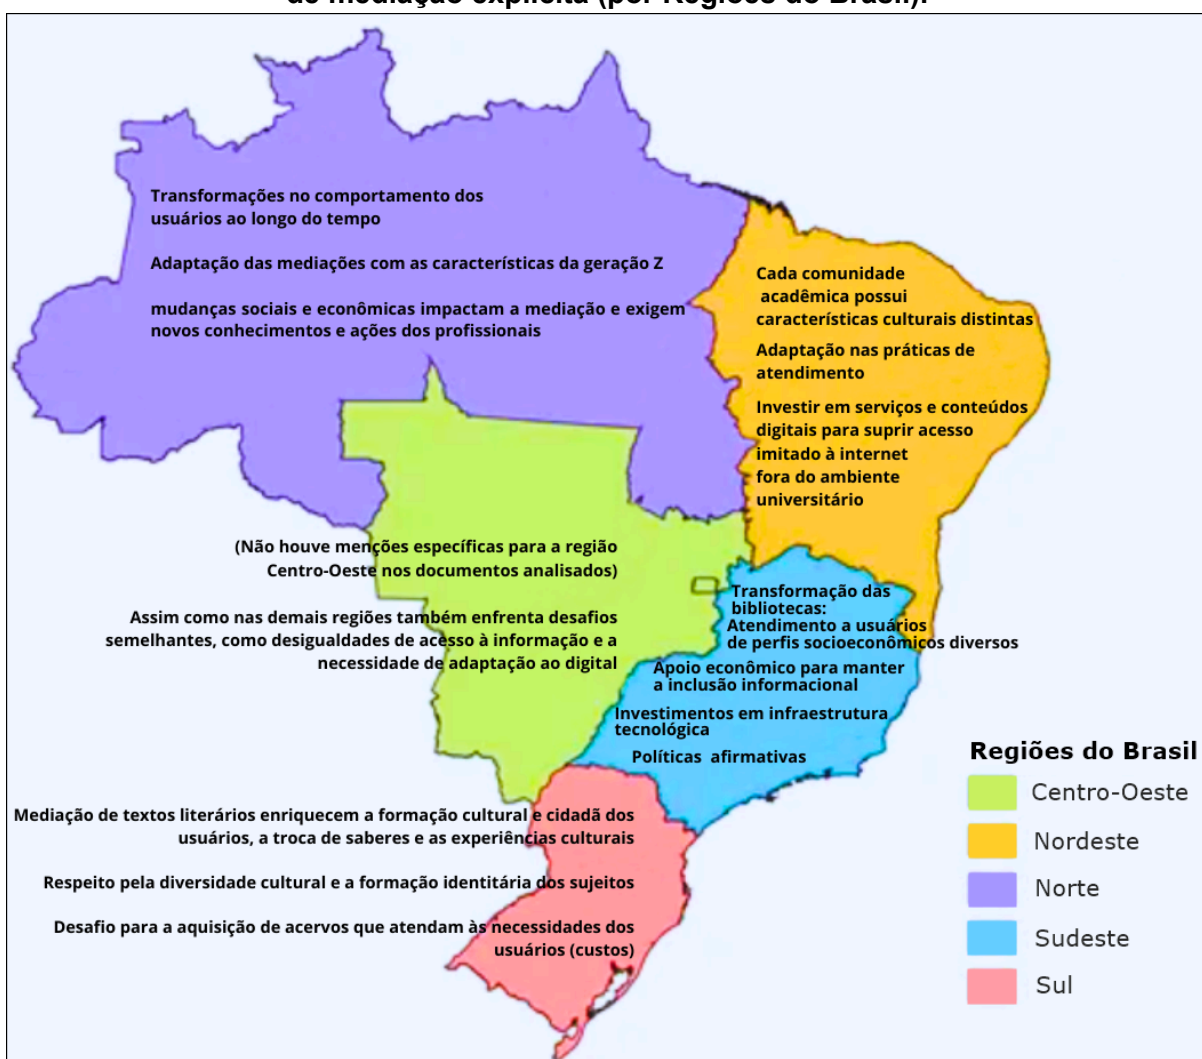 de mediação explícita (por Regiões do Brasil).
Transformações no comportamento dos
usuários ao longo do tempo
Adaptação das mediações com as características da geração Z
mudanças sociais e econômicas impactam a mediação e exigem
novos conhecimentos e ações dos profissionais
Cada comunidade
acadêmica possui
características culturais distintas
Adaptação nas práticas de
atendimento
Investir em serviços e conteúdos
digitais para suprir acesso
imitado à internet
fora do ambiente
universitário
(Não houve menções específicas para a região
Centro-Oeste nos documentos analisados)
Assim como nas demais regiões também enfrenta desafios
semelhantes, como desigualdades de acesso à informação e a
necessidade de adaptação ao digital
Transformação das
bibliotecas:
Atendimento a usuários
de perfis socioeconômicos diversos
Apoio econômico para manter
a inclusão informacional
Investimentos em infraestrutura
tecnológica
Políticas afirmativas
Mediação de textos literários enriquecem a formação cultural e cidadã dos
usuários, a troca de saberes e as experiências culturais
Respeito pela diversidade cultural e a formação identitária dos sujeitos
Desafio para a aquisição de acervos que atendam às necessidades dos
usuários (custos)
Regiões do Brasil
Centro-Oeste
Nordeste
Norte
Sudeste
Sul